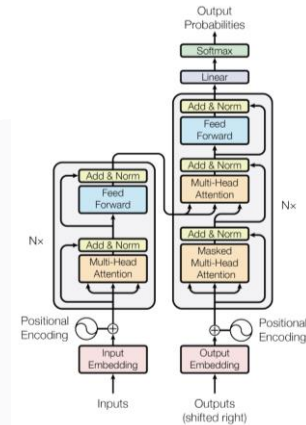 Output
Probabilities
Softmax
Linear
Add & Norm
Feed
Forward
Add & Norm
Multi-Head
Attention
Add & Norm
Masked
Multi-Head
Attention
Nx
Positional
Encoding
Output
Embedding
Outputs
(shifted right)
Add & Norm
Feed
Forward
Nx
Add & Norm
Multi-Head
Attention
Positional
Encoding
Input
Embedding
Inputs